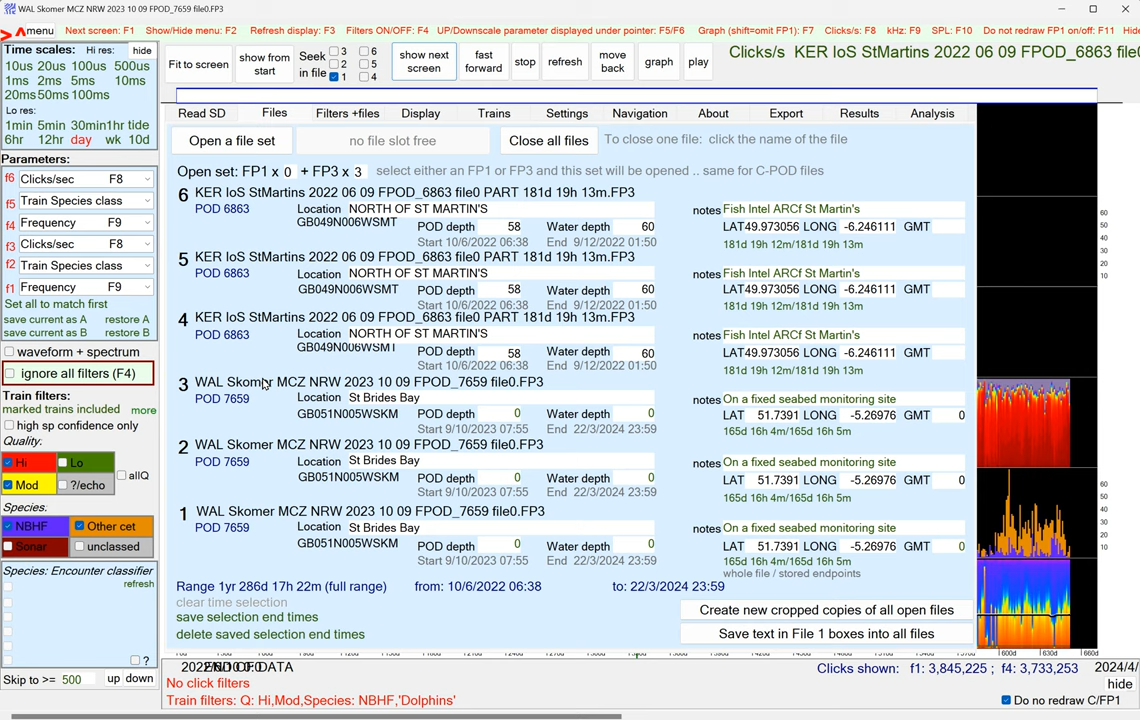 WAL Skomer MCZ NRW 2023 10 09 FPOD_7659 file0.FP3
menu
Next screen: F1 Show/Hide menu: F2 Refresh display: F3 Filters ON/OFF: F4 UP/Downscale parameter displayed under pointer: F5/F6 Graph (shift=omit FP1): F7 Clicks/s: F8 kHz: F9 SPL: F10 Do not redraw FP1 on/off: F11 Hide
Time scales: Hi res: hide
10us 20us 100us 500us
1ms 2ms 5ms 10ms
20ms 50ms 100ms
Lo res:
1min 5min 30min 1hr tide
6hr 12hr day wk 10d
Fit to screen
show from start
Seek in file
3 6
2 5
1 4
show next screen
fast forward
stop
refresh
move back
graph
play
Clicks/s KER IoS StMartins 2022 06 09 FPOD_6863 file
Read SD Files Filters +files Display Trains Settings Navigation About Export Results Analysis
Open a file set no file slot free Close all files To close one file: click the name of the file
Open set: FP1 x 0 + FP3 x 3 select either an FP1 or FP3 and this set will be opened .. same for C-POD files
Parameters:
f6 Clicks/sec F8
f5 Train Species class
f4 Frequency F9
f3 Clicks/sec F8
f2 Train Species class
f1 Frequency F9
Set all to match first
save current as A restore A
save current as B restore B
waveform + spectrum
ignore all filters (F4)
Train filters:
marked trains included more
high sp confidence only
Quality:
Hi Lo
Mod ?/echo
allQ
Species:
NBHF Other cet
Sonar unclassed
Species: Encounter classifier
refresh
?
Skip to >= 500 up down
6 KER IoS StMartins 2022 06 09 FPOD_6863 file0 PART 181d 19h 13m.FP3
POD 6863 Location NORTH OF ST MARTIN'S notes Fish Intel ARCf St Martin's
GB049N006WSMT POD depth 58 Water depth 60 LAT 49.973056 LONG -6.246111 GMT
Start 10/6/2022 06:38 End 9/12/2022 01:50 181d 19h 12m/181d 19h 13m
5 KER IoS StMartins 2022 06 09 FPOD_6863 file0 PART 181d 19h 13m.FP3
POD 6863 Location NORTH OF ST MARTIN'S notes Fish Intel ARCf St Martin's
GB049N006WSMT POD depth 58 Water depth 60 LAT 49.973056 LONG -6.246111 GMT
Start 10/6/2022 06:38 End 9/12/2022 01:50 181d 19h 12m/181d 19h 13m
4 KER IoS StMartins 2022 06 09 FPOD_6863 file0 PART 181d 19h 13m.FP3
POD 6863 Location NORTH OF ST MARTIN'S notes Fish Intel ARCf St Martin's
GB049N006WSMT POD depth 58 Water depth 60 LAT 49.973056 LONG -6.246111 GMT
Start 10/6/2022 06:38 End 9/12/2022 01:50 181d 19h 12m/181d 19h 13m
3 WAL Skomer MCZ NRW 2023 10 09 FPOD_7659 file0.FP3
POD 7659 Location St Brides Bay notes On a fixed seabed monitoring site
GB051N005WSKM POD depth 0 Water depth 0 LAT 51.7391 LONG -5.26976 GMT 0
Start 9/10/2023 07:55 End 22/3/2024 23:59 165d 16h 4m/165d 16h 5m
2 WAL Skomer MCZ NRW 2023 10 09 FPOD_7659 file0.FP3
POD 7659 Location St Brides Bay notes On a fixed seabed monitoring site
GB051N005WSKM POD depth 0 Water depth 0 LAT 51.7391 LONG -5.26976 GMT 0
Start 9/10/2023 07:55 End 22/3/2024 23:59 165d 16h 4m/165d 16h 5m
1 WAL Skomer MCZ NRW 2023 10 09 FPOD_7659 file0.FP3
POD 7659 Location St Brides Bay notes On a fixed seabed monitoring site
GB051N005WSKM POD depth 0 Water depth 0 LAT 51.7391 LONG -5.26976 GMT 0
Start 9/10/2023 07:55 End 22/3/2024 23:59 165d 16h 4m/165d 16h 5m
whole file / stored endpoints
Range 1yr 286d 17h 22m (full range) from: 10/6/2022 06:38 to: 22/3/2024 23:59
clear time selection
save selection end times
delete saved selection end times
Create new cropped copies of all open files
Save text in File 1 boxes into all files
60
50
40
30
20
10
60
50
40
30
20
10
600d 630d 660d
END OF DATA
Clicks shown: f1: 3,845,225 ; f4: 3,733,253 2024/4/
No click filters
hide
Train filters: Q: Hi,Mod,Species: NBHF,'Dolphins'
Do no redraw C/FP1